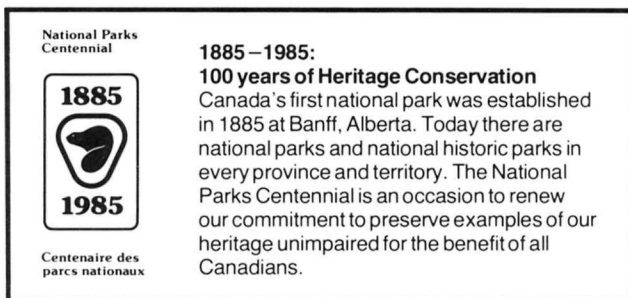 National Parks
Centennial
1885
1985
Centenaire des
parcs nationaux
1885–1985:
100 years of Heritage Conservation
Canada's first national park was established
in 1885 at Banff, Alberta. Today there are
national parks and national historic parks in
every province and territory. The National
Parks Centennial is an occasion to renew
our commitment to preserve examples of our
heritage unimpaired for the benefit of all
Canadians.